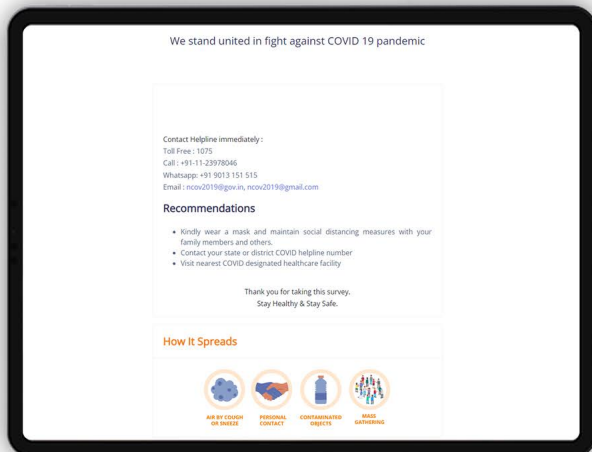 We stand united in fight against COVID 19 pandemic
Contact Helpline immediately :
Toll Free : 1075
Call : +91-11-23978046
Whatsapp: +91 9013 151 515
Email : ncov2019@gov.in, ncov2019@gmail.com
Recommendations
• Kindly wear a mask and maintain social distancing measures with your
family members and others.
• Contact your state or district COVID helpline number
• Visit nearest COVID designated healthcare facility
Thank you for taking this survey.
Stay Healthy & Stay Safe.
How It Spreads
AIR BY COUGH
OR SNEEZE
PERSONAL
CONTACT
CONTAMINATED
OBJECTS
MASS
GATHERING